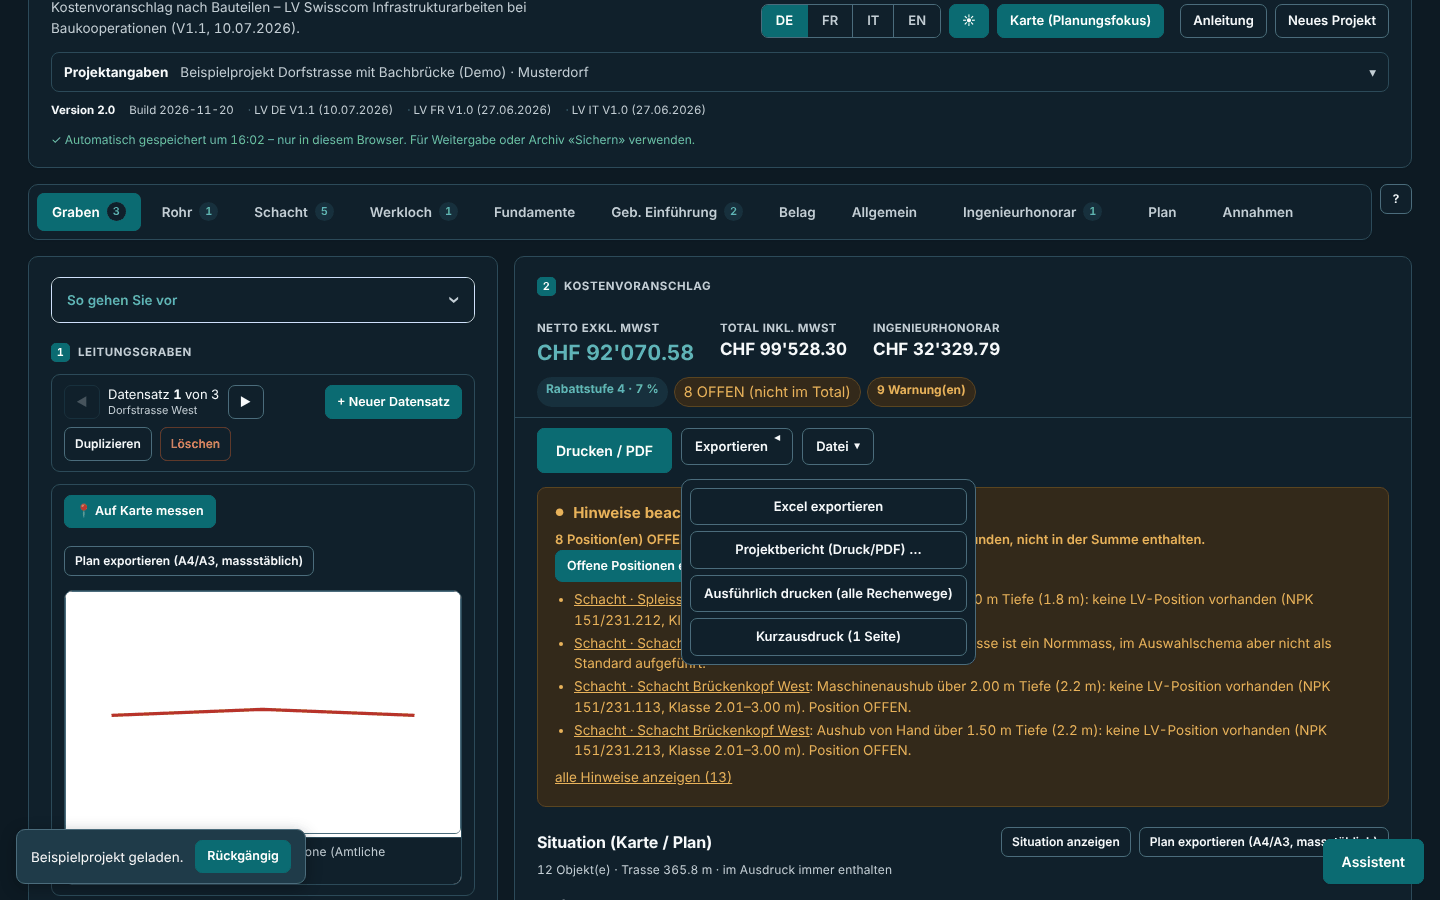 Kostenvoranschlag nach Bauteilen – LV Swisscom Infrastrukturarbeiten bei
Baukooperationen (V1.1, 10.07.2026).
DE FR IT EN ☀ Karte (Planungsfokus) Anleitung Neues Projekt
Projektangaben Beispielprojekt Dorfstrasse mit Bachbrücke (Demo) · Musterdorf ▾
Version 2.0 Build 2026-11-20 · LV DE V1.1 (10.07.2026) · LV FR V1.0 (27.06.2026) · LV IT V1.0 (27.06.2026)
✓ Automatisch gespeichert um 16:02 – nur in diesem Browser. Für Weitergabe oder Archiv «Sichern» verwenden.
Graben 3 Rohr 1 Schacht 5 Werkloch 1 Fundamente Geb. Einführung 2 Belag Allgemein Ingenieurhonorar 1 Plan Annahmen ?
So gehen Sie vor
1 LEITUNGSGRABEN
◀ Datensatz 1 von 3 ▶
Dorfstrasse West
+ Neuer Datensatz
Duplizieren Löschen
📍 Auf Karte messen
Plan exportieren (A4/A3, massstäblich)
one (Amtliche
Beispielprojekt geladen. Rückgängig
2 KOSTENVORANSCHLAG
NETTO EXKL. MWST TOTAL INKL. MWST INGENIEURHONORAR
CHF 92'070.58 CHF 99'528.30 CHF 32'329.79
Rabattstufe 4 · 7 % 8 OFFEN (nicht im Total) 9 Warnung(en)
Drucken / PDF Exportieren ◂ Datei ▾
Excel exportieren
Projektbericht (Druck/PDF) …
Ausführlich drucken (alle Rechenwege)
Kurzausdruck (1 Seite)
● Hinweise beac
8 Position(en) OFFE unden, nicht in der Summe enthalten.
Offene Positionen e
• Schacht · Spleiss 0 m Tiefe (1.8 m): keine LV-Position vorhanden (NPK
151/231.212, Kl
• Schacht · Schach sse ist ein Normmass, im Auswahlschema aber nicht als
Standard aufgeführt.
• Schacht · Schacht Brückenkopf West: Maschinenaushub über 2.00 m Tiefe (2.2 m): keine LV-Position vorhanden (NPK
151/231.113, Klasse 2.01–3.00 m). Position OFFEN.
• Schacht · Schacht Brückenkopf West: Aushub von Hand über 1.50 m Tiefe (2.2 m): keine LV-Position vorhanden (NPK
151/231.213, Klasse 2.01–3.00 m). Position OFFEN.
alle Hinweise anzeigen (13)
Situation (Karte / Plan) Situation anzeigen Plan exportieren (A4/A3, massstäblich)
12 Objekt(e) · Trasse 365.8 m · im Ausdruck immer enthalten
Assistent